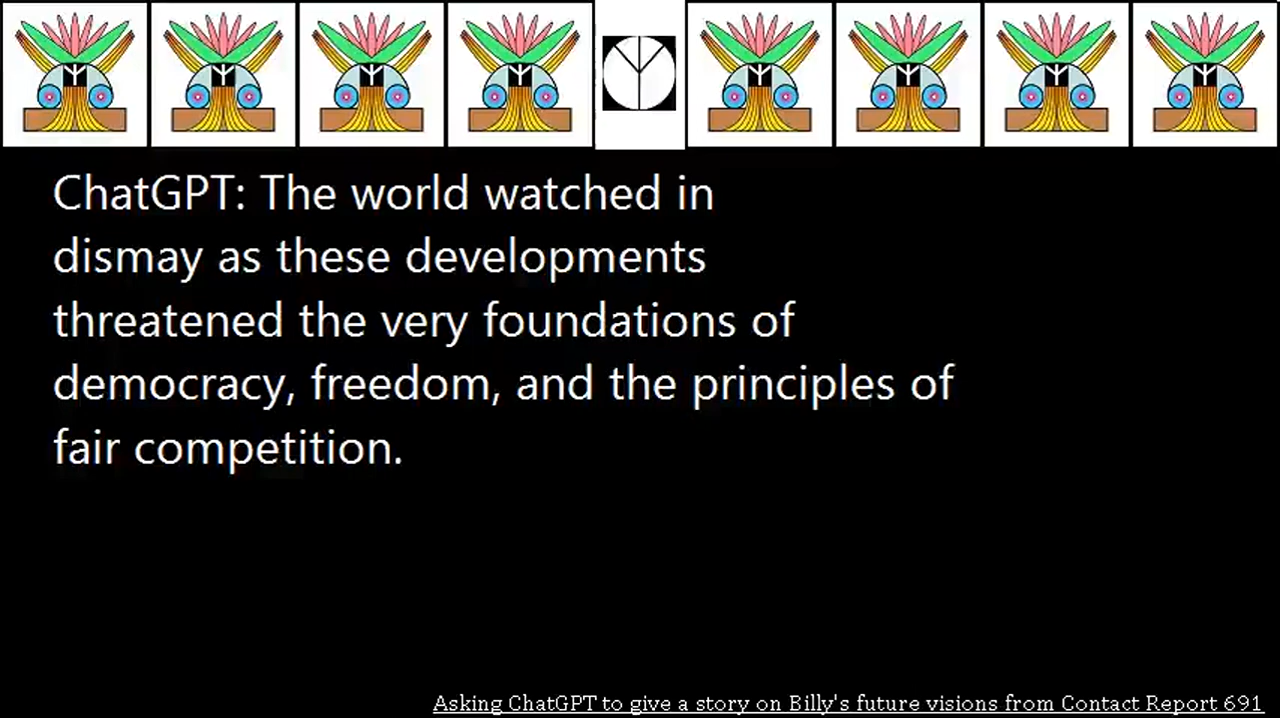 ChatGPT: The world watched in
dismay as these developments
threatened the very foundations of
democracy, freedom, and the principles of
fair competition.
Asking ChatGPT to give a story on Billy's future visions from Contact Report 691